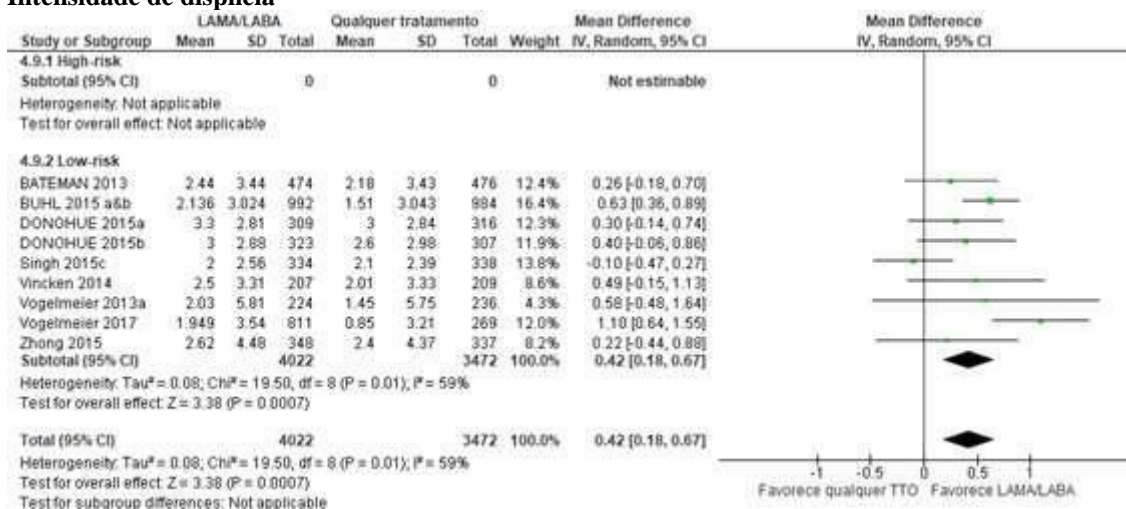 Intensidade de dispneia
LAMA/LABA Qualquer tratamento Mean Difference Mean Difference
Study or Subgroup Mean SD Total Mean SD Total Weight IV, Random, 95% CI IV, Random, 95% CI
4.9.1 High-risk
Subtotal (95% CI) 0 0 Not estimable
Heterogeneity: Not applicable
Test for overall effect: Not applicable
4.9.2 Low-risk
BATEMAN 2013 2.44 3.44 474 2.18 3.43 476 12.4% 0.26 [-0.18, 0.70]
BUHL 2015 a&b 2.136 3.024 992 1.51 3.043 984 16.4% 0.63 [0.36, 0.89]
DONOHUE 2015a 3.3 2.81 309 3 2.84 316 12.3% 0.30 [-0.14, 0.74]
DONOHUE 2015b 3 2.88 323 2.6 2.98 307 11.9% 0.40 [-0.06, 0.86]
Singh 2015c 2 2.56 334 2.1 2.39 338 13.8% -0.10 [-0.47, 0.27]
Vincken 2014 2.5 3.31 207 2.01 3.33 209 8.6% 0.49 [-0.15, 1.13]
Vogelmeier 2013a 2.03 5.81 224 1.45 5.75 236 4.3% 0.58 [-0.48, 1.64]
Vogelmeier 2017 1.949 3.54 811 0.85 3.21 269 12.0% 1.10 [0.64, 1.55]
Zhong 2015 2.62 4.48 348 2.4 4.37 337 8.2% 0.22 [-0.44, 0.88]
Subtotal (95% CI) 4022 3472 100.0% 0.42 [0.18, 0.67]
Heterogeneity: Tau² = 0.08; Chi² = 19.50, df = 8 (P = 0.01); I² = 59%
Test for overall effect: Z = 3.38 (P = 0.0007)
Total (95% CI) 4022 3472 100.0% 0.42 [0.18, 0.67]
Heterogeneity: Tau² = 0.08; Chi² = 19.50, df = 8 (P = 0.01); I² = 59%
Test for overall effect: Z = 3.38 (P = 0.0007)
Test for subgroup differences: Not applicable
-1 -0.5 0 0.5 1
Favorece qualquer TTO Favorece LAMA/LABA